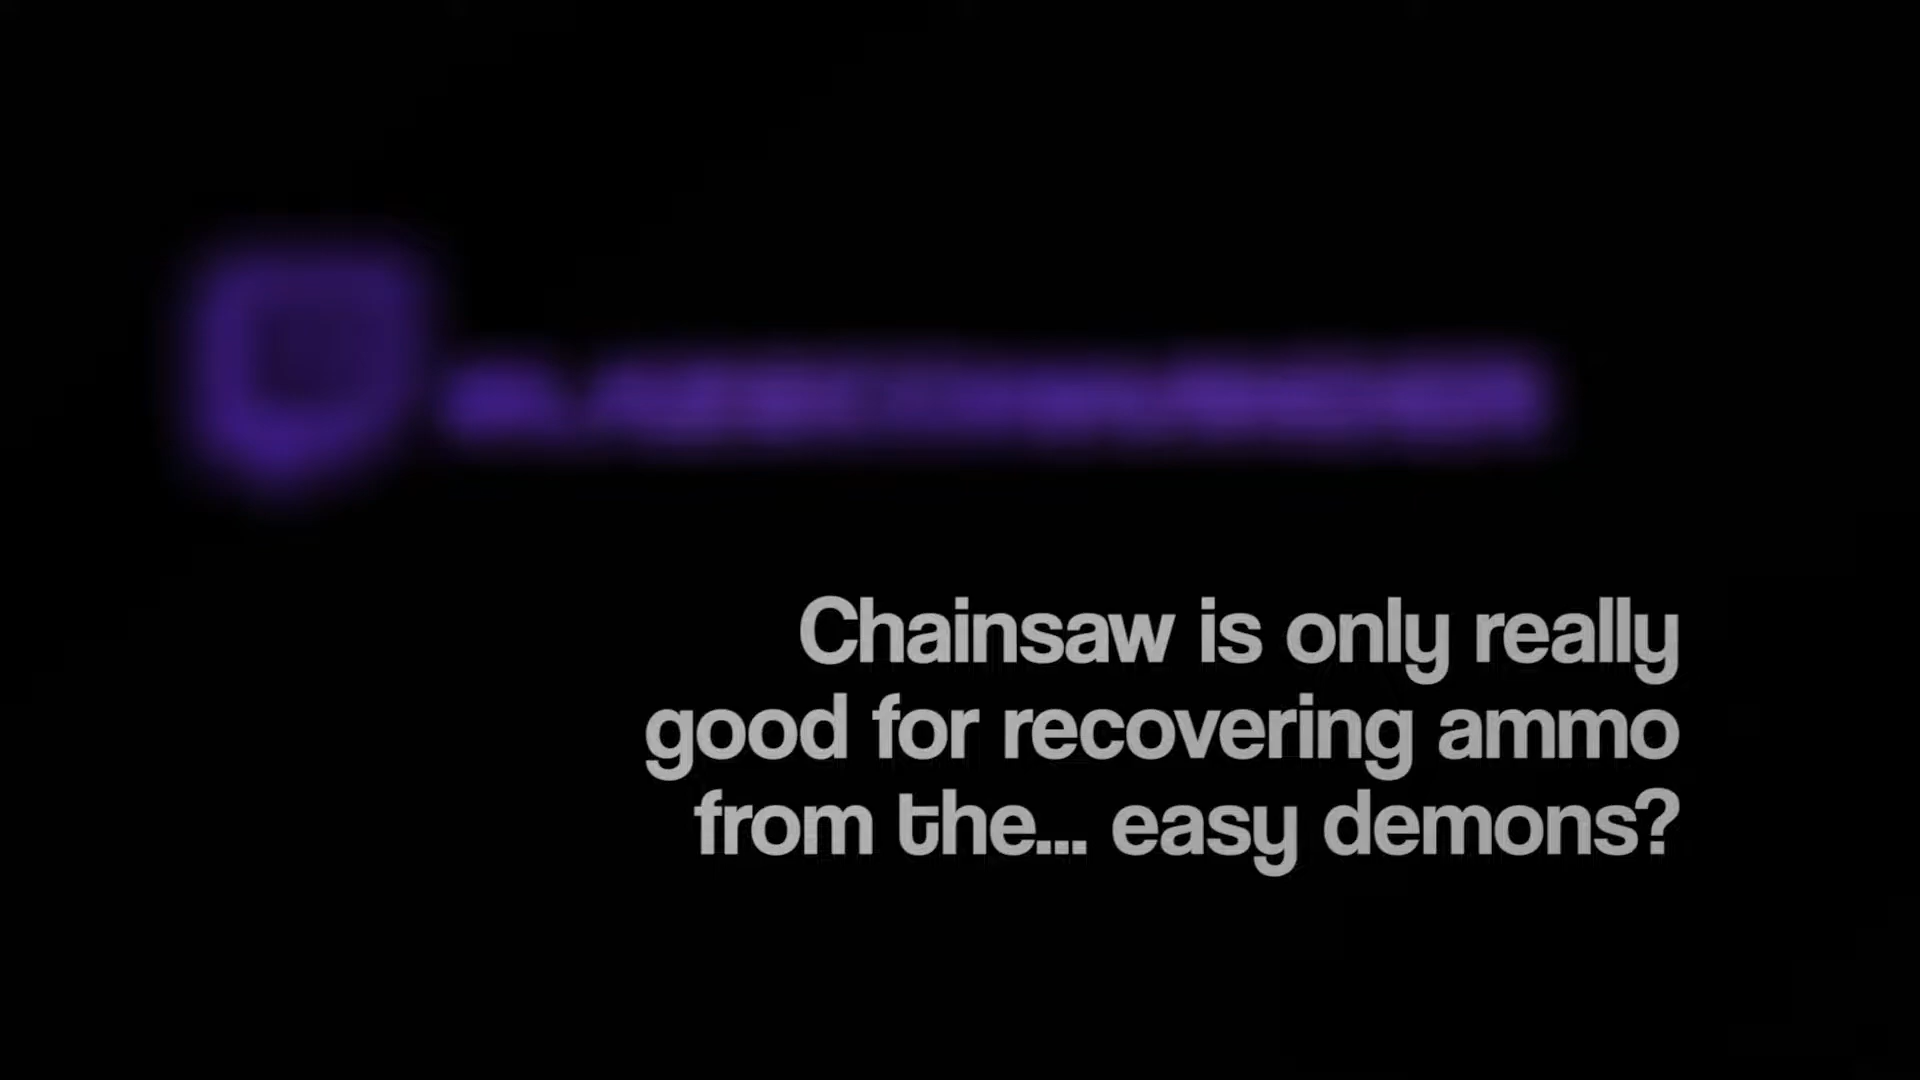 Chainsaw is only really
good for recovering ammo
from the... easy demons?